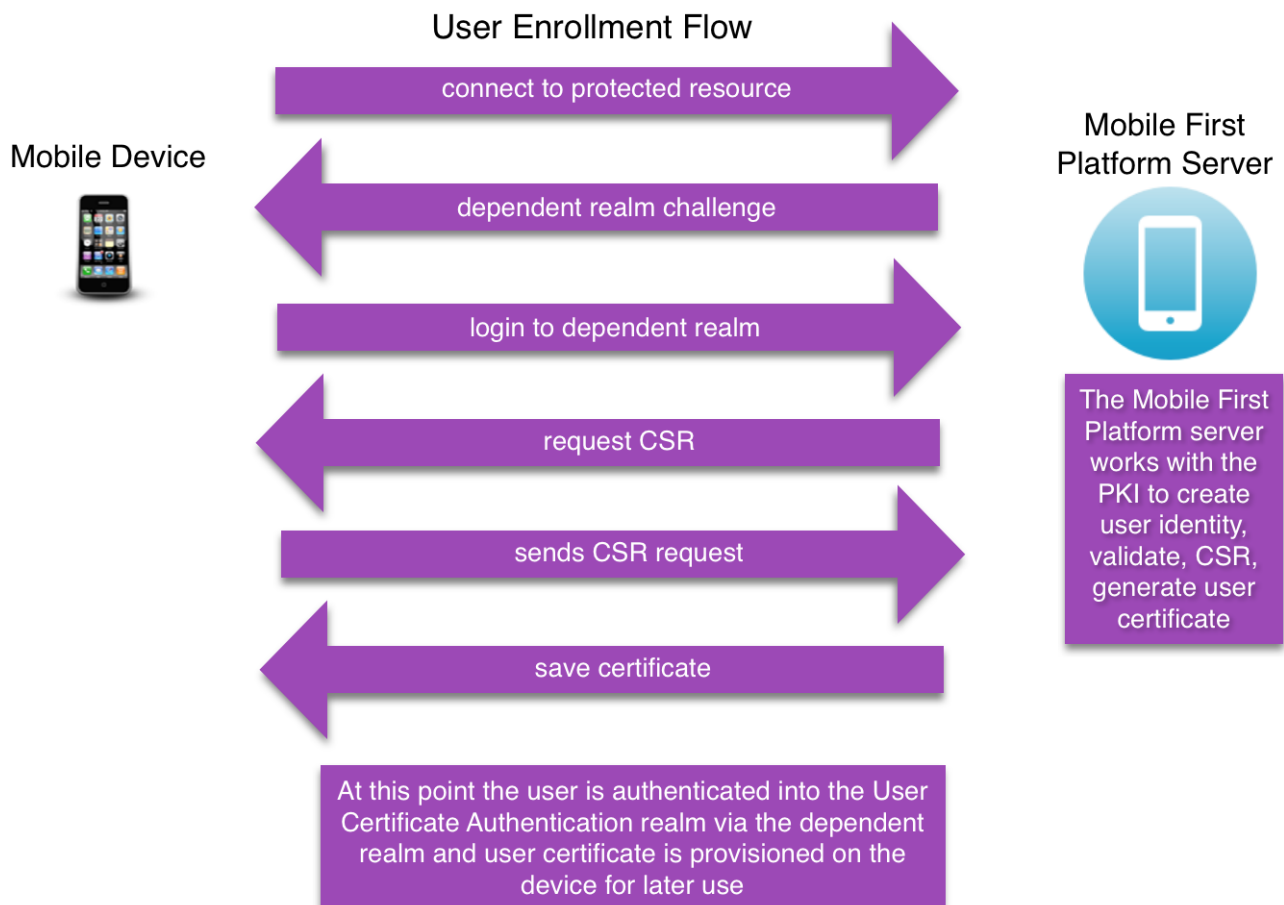 User Enrollment Flow
connect to protected resource
Mobile Device
Mobile First
Platform Server
dependent realm challenge
login to dependent realm
request CSR
sends CSR request
save certificate
The Mobile First
Platform server
works with the
PKI to create
user identity,
validate, CSR,
generate user
certificate
At this point the user is authenticated into the User
Certificate Authentication realm via the dependent
realm and user certificate is provisioned on the
device for later use